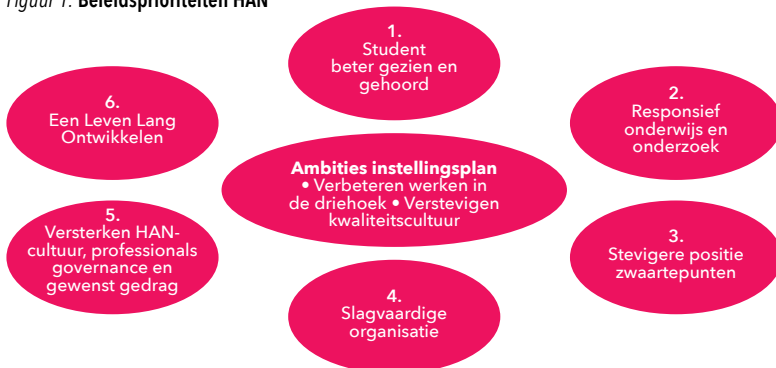 Figuur 1. Beleidsprioriteiten HAN
1.
Student
beter gezien en
gehoord
2.
Responsief
onderwijs en
onderzoek
3.
Stevigere positie
zwaartepunten
4.
Slagvaardige
organisatie
5.
Versterken HAN-
cultuur, professionals
governance en
gewenst gedrag
6.
Een Leven Lang
Ontwikkelen
Ambities instellingsplan
• Verbeteren werken in
de driehoek • Verstevigen
kwaliteitscultuur